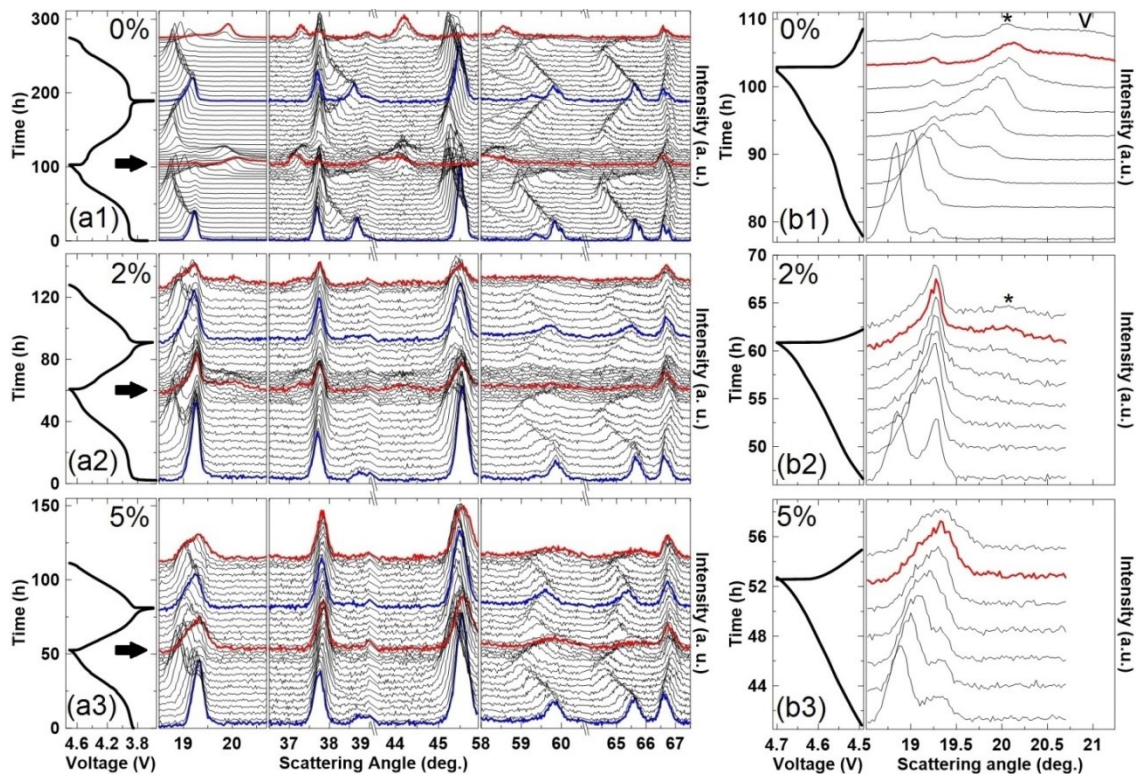 300
200
100
0
Time (h)
0%
(a1)
Intensity (a. u.)
110
100
90
80
Time (h)
0%
(b1)
*
v
Intensity (a.u.)
120
80
40
0
Time (h)
2%
(a2)
Intensity (a. u.)
70
65
60
55
50
Time (h)
2%
(b2)
*
Intensity (a.u.)
150
100
50
0
Time (h)
5%
(a3)
Intensity (a. u.)
56
52
48
44
Time (h)
5%
(b3)
Intensity (a.u.)
4.6 4.2 3.8 19 20 37 38 39 44 45 58 59 60 65 66 67
Voltage (V) Scattering Angle (deg.)
4.7 4.6 4.5 19 19.5 20 20.5 21
Voltage (V) Scattering angle (deg.)